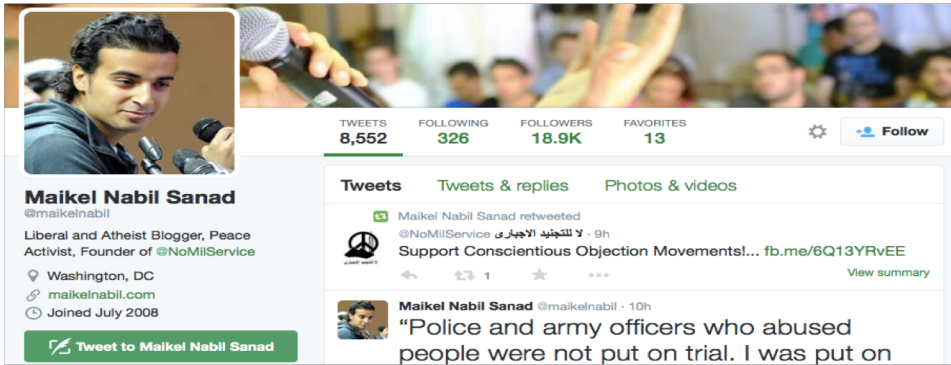 TWEETS FOLLOWING FOLLOWERS FAVORITES
8,552 326 18.9K 13
Follow
Maikel Nabil Sanad
@maikelnabil
Liberal and Atheist Blogger, Peace
Activist, Founder of @NoMilService
Washington, DC
maikelnabil.com
Joined July 2008
Tweet to Maikel Nabil Sanad
Tweets Tweets & replies Photos & videos
Maikel Nabil Sanad retweeted
@NoMilService لا للتجنيد الاجبارى · 9h
Support Conscientious Objection Movements!... fb.me/6Q13YRvEE
1
View summary
Maikel Nabil Sanad @maikelnabil · 10h
“Police and army officers who abused
people were not put on trial. I was put on